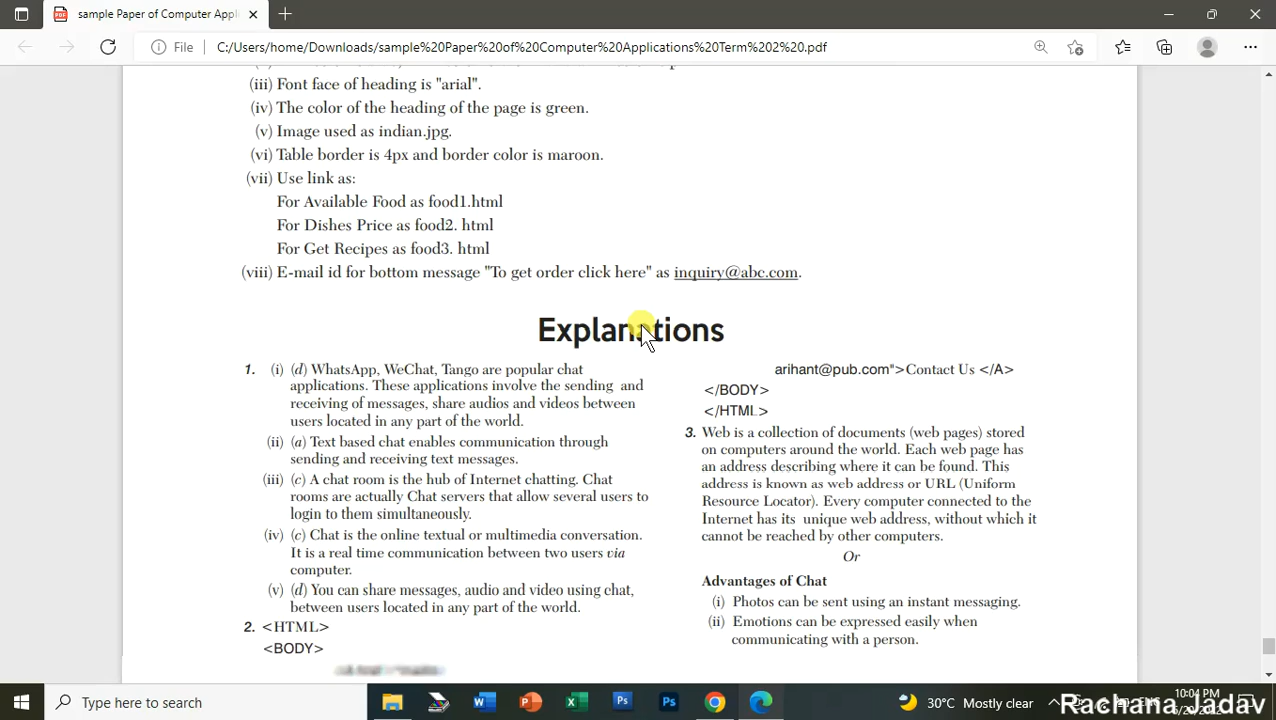 sample Paper of Computer Appl
File
C:/Users/home/Downloads/sample%20Paper%20of%20Computer%20Applications%20Term%202%20.pdf
(iii) Font face of heading is "arial".
(iv) The color of the heading of the page is green.
(v) Image used as indian.jpg.
(vi) Table border is 4px and border color is maroon.
(vii) Use link as:
For Available Food as food1.html
For Dishes Price as food2. html
For Get Recipes as food3. html
(viii) E-mail id for bottom message "To get order click here" as inquiry@abc.com.
Explanations
1. (i) (d) WhatsApp, WeChat, Tango are popular chat
applications. These applications involve the sending and
receiving of messages, share audios and videos between
users located in any part of the world.
(ii) (a) Text based chat enables communication through
sending and receiving text messages.
(iii) (c) A chat room is the hub of Internet chatting. Chat
rooms are actually Chat servers that allow several users to
login to them simultaneously.
(iv) (c) Chat is the online textual or multimedia conversation.
It is a real time communication between two users via
computer.
(v) (d) You can share messages, audio and video using chat,
between users located in any part of the world.
2. <HTML>
<BODY>
arihant@pub.com">Contact Us </A>
</BODY>
</HTML>
3. Web is a collection of documents (web pages) stored
on computers around the world. Each web page has
an address describing where it can be found. This
address is known as web address or URL (Uniform
Resource Locator). Every computer connected to the
Internet has its unique web address, without which it
cannot be reached by other computers.
Or
Advantages of Chat
(i) Photos can be sent using an instant messaging.
(ii) Emotions can be expressed easily when
communicating with a person.
Type here to search
30°C Mostly clear
10:04 PM
Rachana Yadav